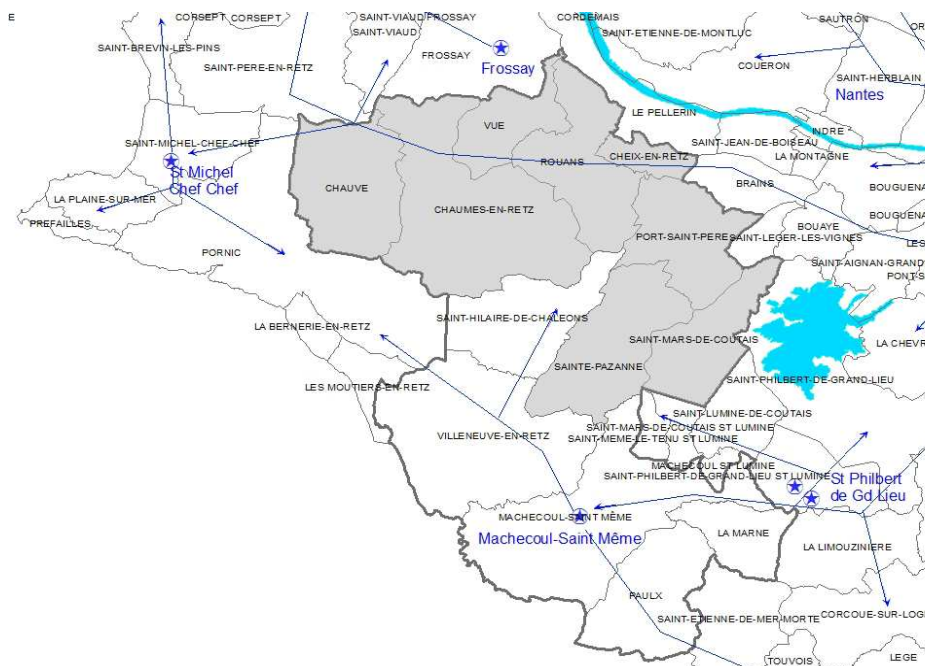 E
CORSEPT
CORSEPT
SAINT-VIAUD
FROSSAY
CORDEMAIS
SAUTRON
SAINT-BREVIN-LES-PINS
SAINT-VIAUD
SAINT-ETIENNE-DE-MONTLUC
FROSSAY
SAINT-PERE-EN-RETZ
Frossay
COUERON
SAINT-HERBLAIN
Nantes
LE PELLERIN
VUE
INDRE
SAINT-MICHEL-CHEF-CHEF
SAINT-JEAN-DE-BOISEAU
LA MONTAGNE
ROUANS
CHEIX-EN-RETZ
St Michel
Chef Chef
BRAINS
CHAUVE
BOUGUENA
LA PLAINE-SUR-MER
CHAUMES-EN-RETZ
BOUGUENA
PREFAILLES
BOUAYE
PORT-SAINT-PERE
SAINT-LEGER-LES-VIGNES
LES
PORNIC
SAINT-AIGNAN-GRAND
PONT-S
SAINT-HILAIRE-DE-CHALEONS
LA BERNERIE-EN-RETZ
SAINT-MARS-DE-COUTAIS
LA CHEVR
SAINTE-PAZANNE
LES MOUTIERS-EN-RETZ
SAINT-PHILBERT-DE-GRAND-LIEU
SAINT-LUMINE-DE-COUTAIS
SAINT-MARS-DE-COUTAIS ST LUMINE
VILLENEUVE-EN-RETZ
SAINT-MEME-LE-TENU ST LUMINE
MACHECOUL ST LUMINE
SAINT-PHILBERT-DE-GRAND-LIEU ST LUMINE
St Philbert
de Gd Lieu
MACHECOUL-SAINT MÊME
Machecoul-Saint Même
LA MARNE
LA LIMOUZINIERE
PAULX
SAINT-ETIENNE-DE-MER-MORTE
CORCOUE-SUR-LOG
TOUVOIS
LEGE